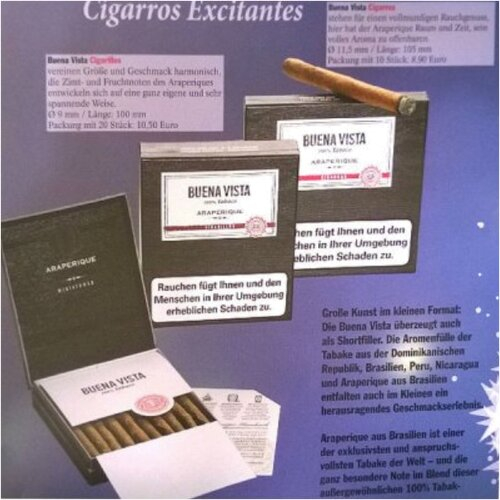 Cigarros Excitantes
Buena Vista Cigarillos
vereinen Größe und Geschmack harmonisch,
die Zimt- und Fruchtnoten des Araperiques
entwickeln sich auf eine ganz eigene und sehr
spannende Weise.
Ø 9 mm / Länge: 100 mm
Packung mit 20 Stück: 10,50 Euro
Buena Vista Cigarros
stehen für einen vollmundigen Rauchgenuss,
hier hat der Araperique Raum und Zeit, sein
volles Aroma zu offenbaren.
Ø 11,5 mm / Länge: 105 mm
Packung mit 10 Stück: 8,90 Euro
BUENA VISTA
ARAPERIQUE
Rauchen fügt Ihnen und den
Menschen in Ihrer Umgebung
erheblichen Schaden zu.
BUENA VISTA
100% Tabaco
ARAPERIQUE
CIGARILLOS
Rauchen fügt Ihnen und den
Menschen in Ihrer Umgebung
erheblichen Schaden zu.
ARAPERIQUE
MINIATURAS
BUENA VISTA
100% Tabaco
Große Kunst im kleinen Format:
Die Buena Vista überzeugt auch
als Shortfiller. Die Aromenfülle der
Tabake aus der Dominikanischen
Republik, Brasilien, Peru, Nicaragua
und Araperique aus Brasilien
entfalten auch im Kleinen ein
herausragendes Geschmackserlebnis.
Araperique aus Brasilien ist einer
der exklusivsten und anspruchs-
vollsten Tabake der Welt – und die
ganz besondere Note im Blend dieser
außergewöhnlichen 100% Tabak-